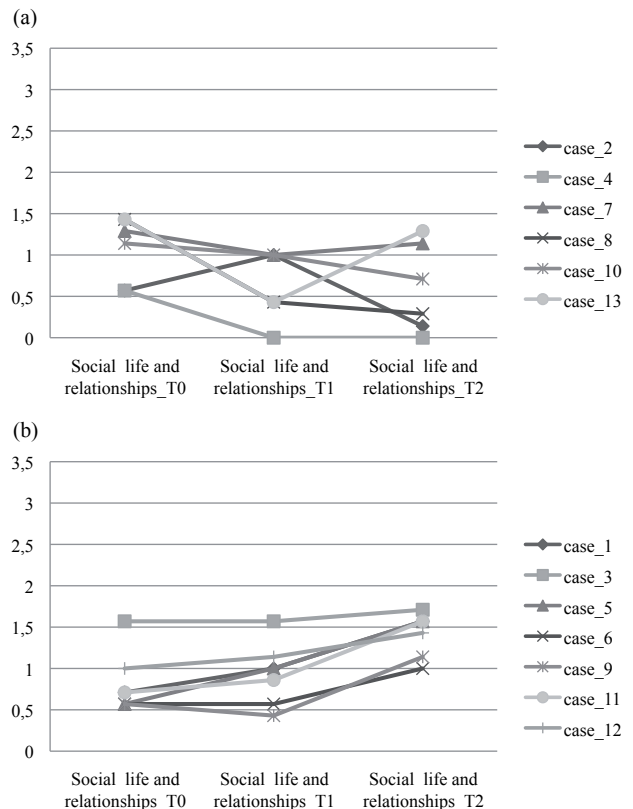 (a)
3,5
3
2,5
2
1,5
1
0,5
0
Social life and relationships_T0
Social life and relationships_T1
Social life and relationships_T2
case_2
case_4
case_7
case_8
case_10
case_13
(b)
3,5
3
2,5
2
1,5
1
0,5
0
Social life and relationships_T0
Social life and relationships_T1
Social life and relationships_T2
case_1
case_3
case_5
case_6
case_9
case_11
case_12